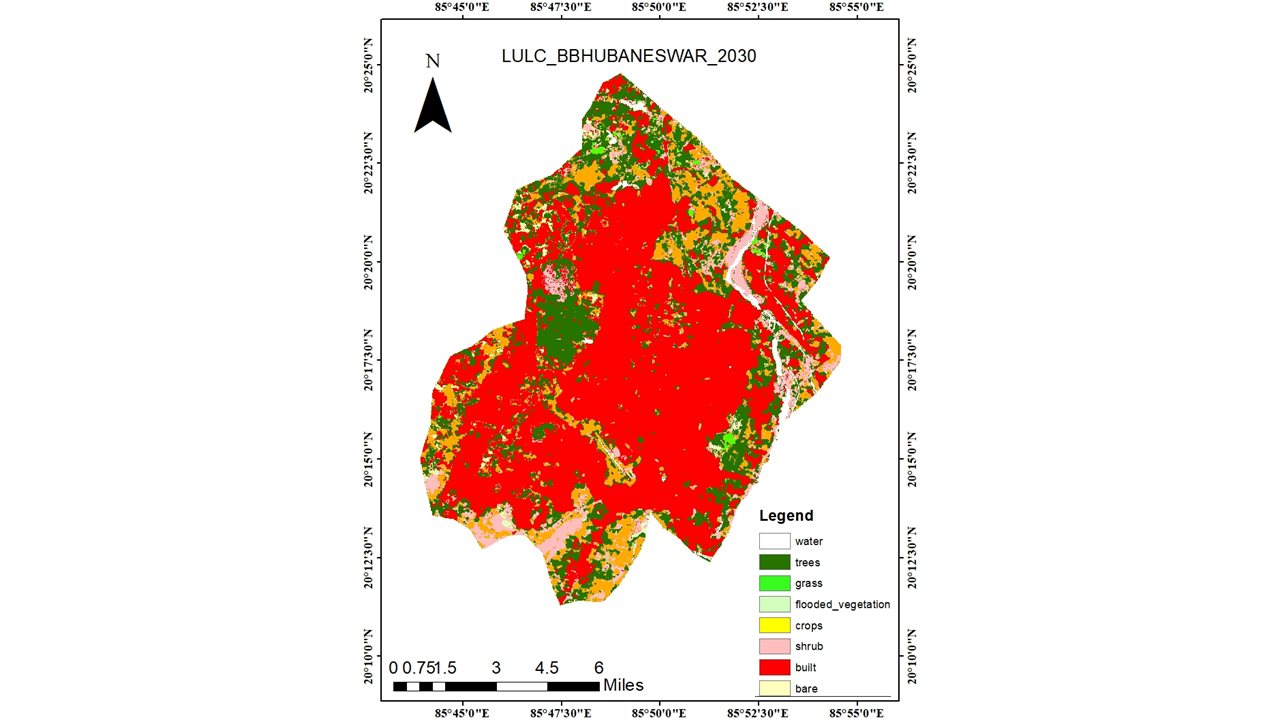 85°45'0"E 85°47'30"E 85°50'0"E 85°52'30"E 85°55'0"E
LULC_BBHUBANESWAR_2030
N
20°25'0"N 20°25'0"N
20°22'30"N 20°22'30"N
20°20'0"N 20°20'0"N
20°17'30"N 20°17'30"N
20°15'0"N 20°15'0"N
20°12'30"N 20°12'30"N
20°10'0"N 20°10'0"N
Legend
water
trees
grass
flooded_vegetation
crops
shrub
built
bare
0 0.75 1.5 3 4.5 6
Miles
85°45'0"E 85°47'30"E 85°50'0"E 85°52'30"E 85°55'0"E